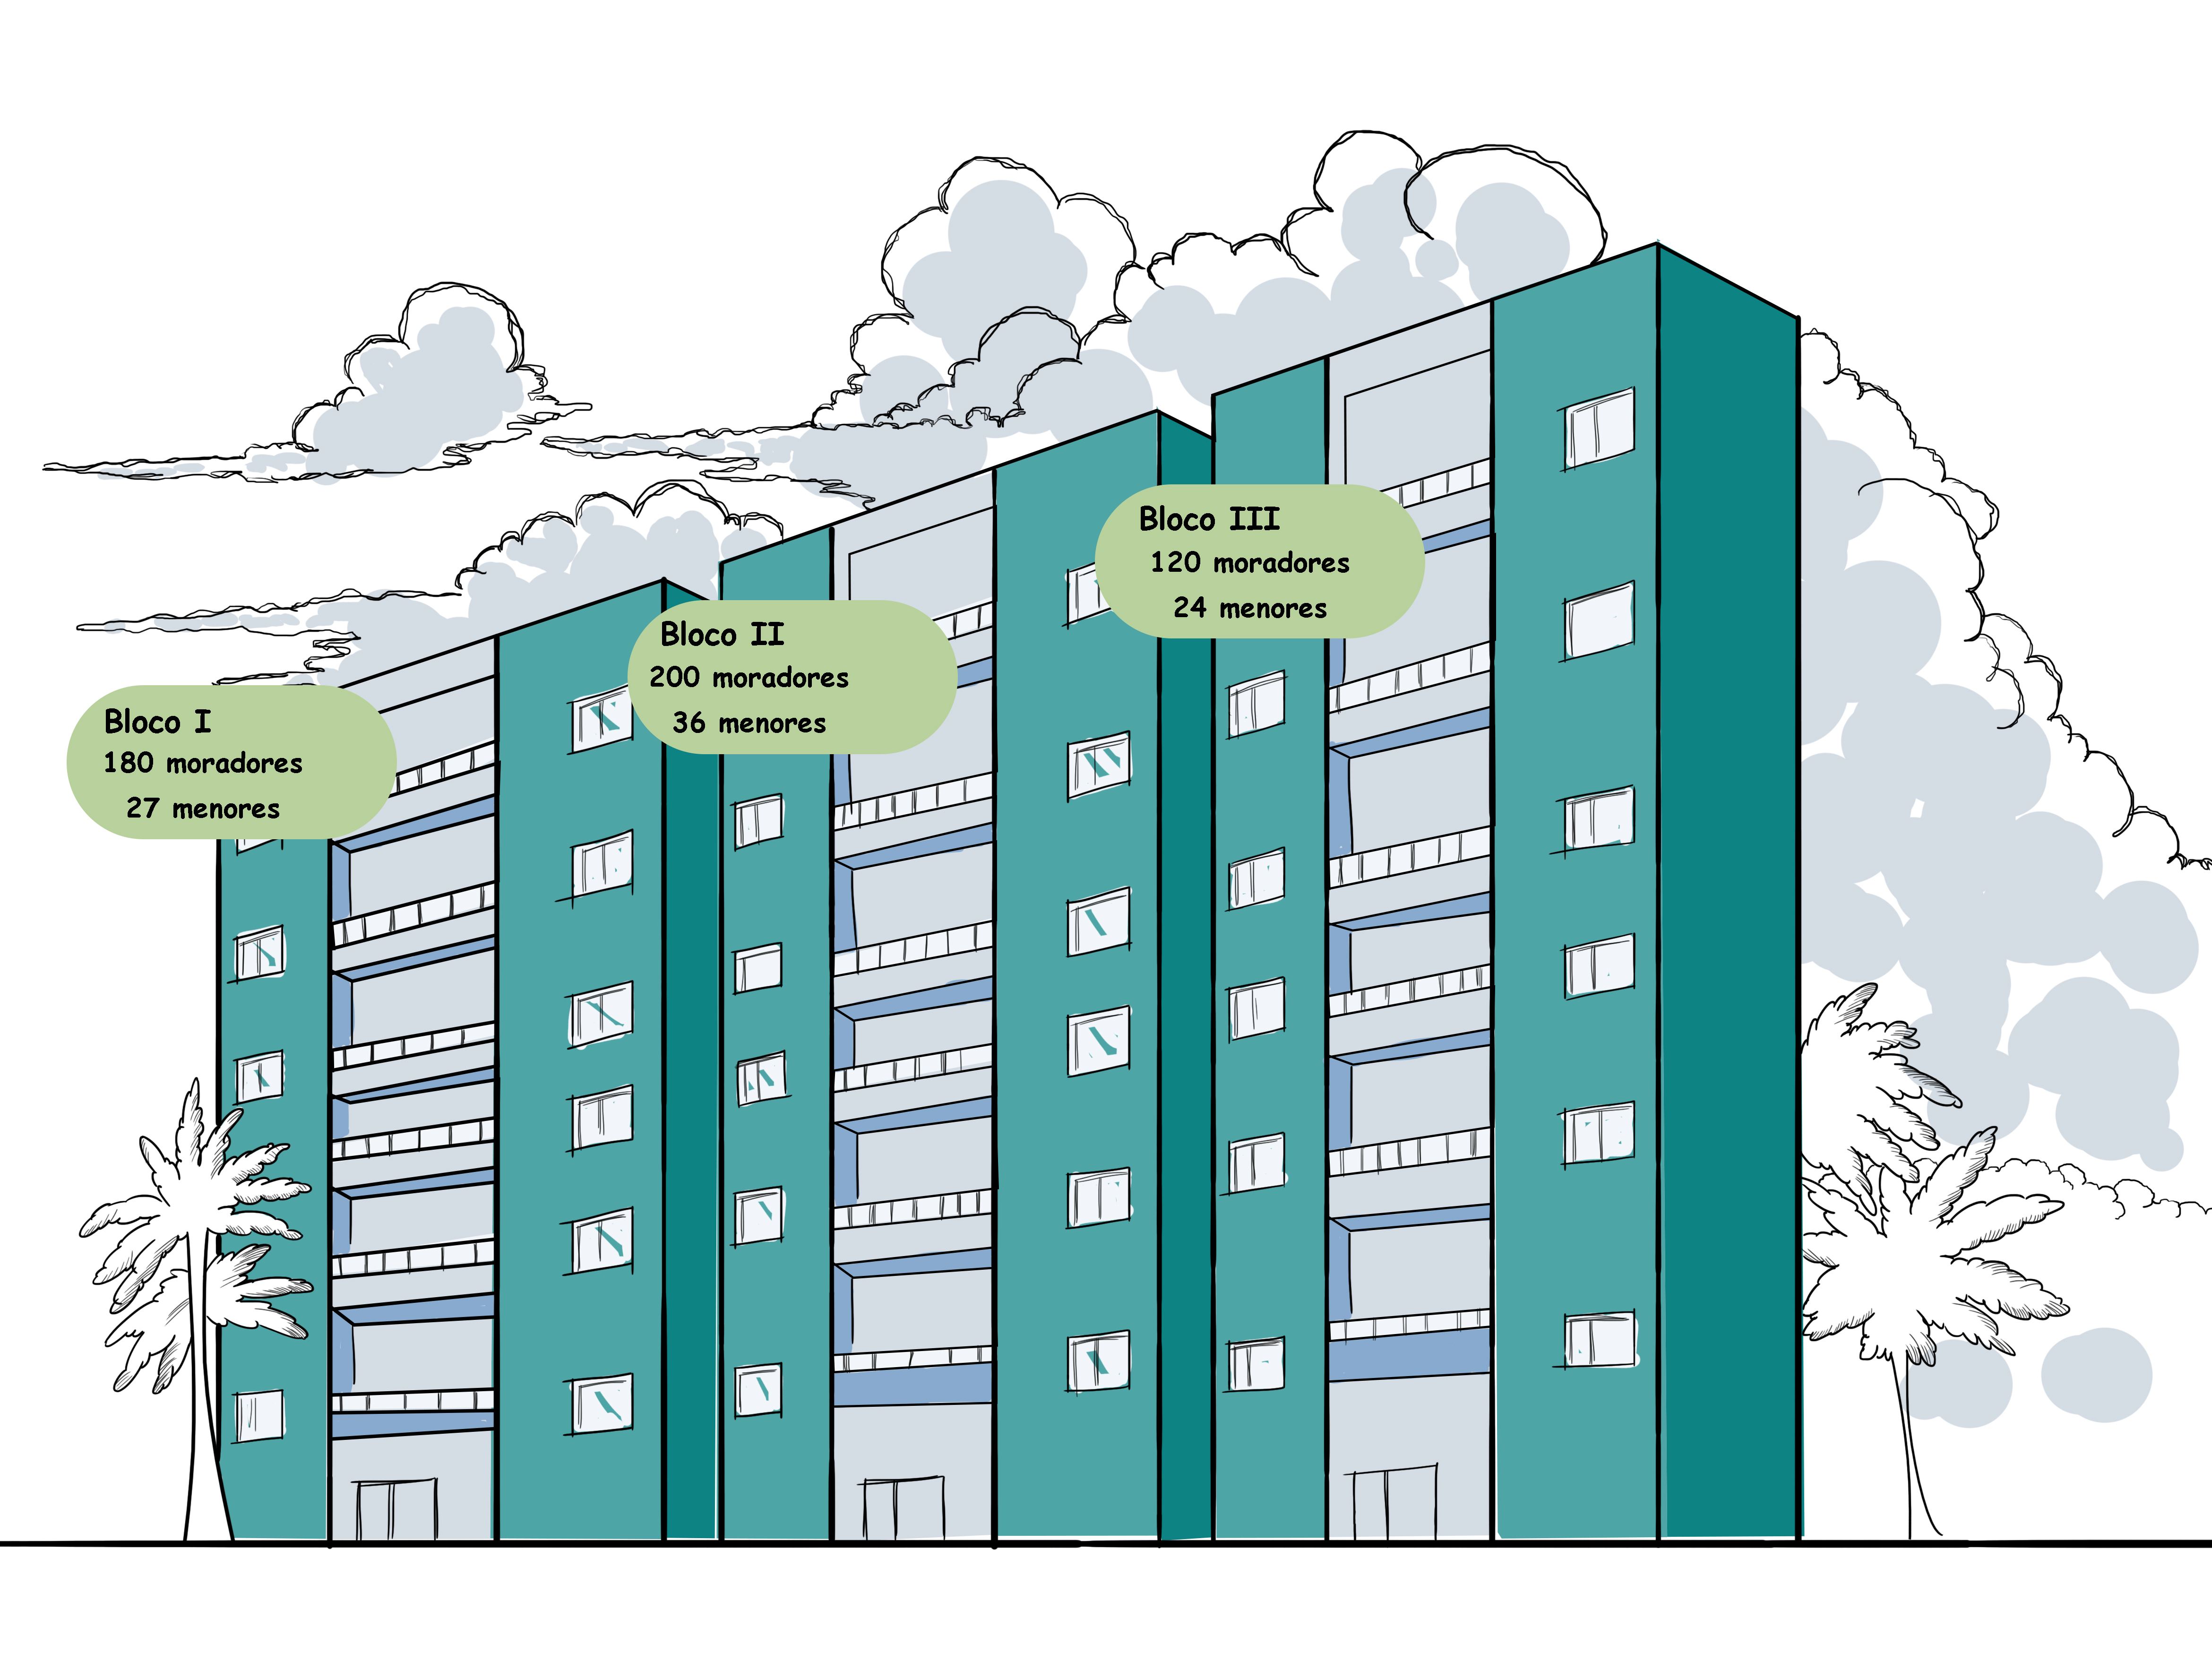 Bloco I
180 moradores
27 menores
Bloco II
200 moradores
36 menores
Bloco III
120 moradores
24 menores